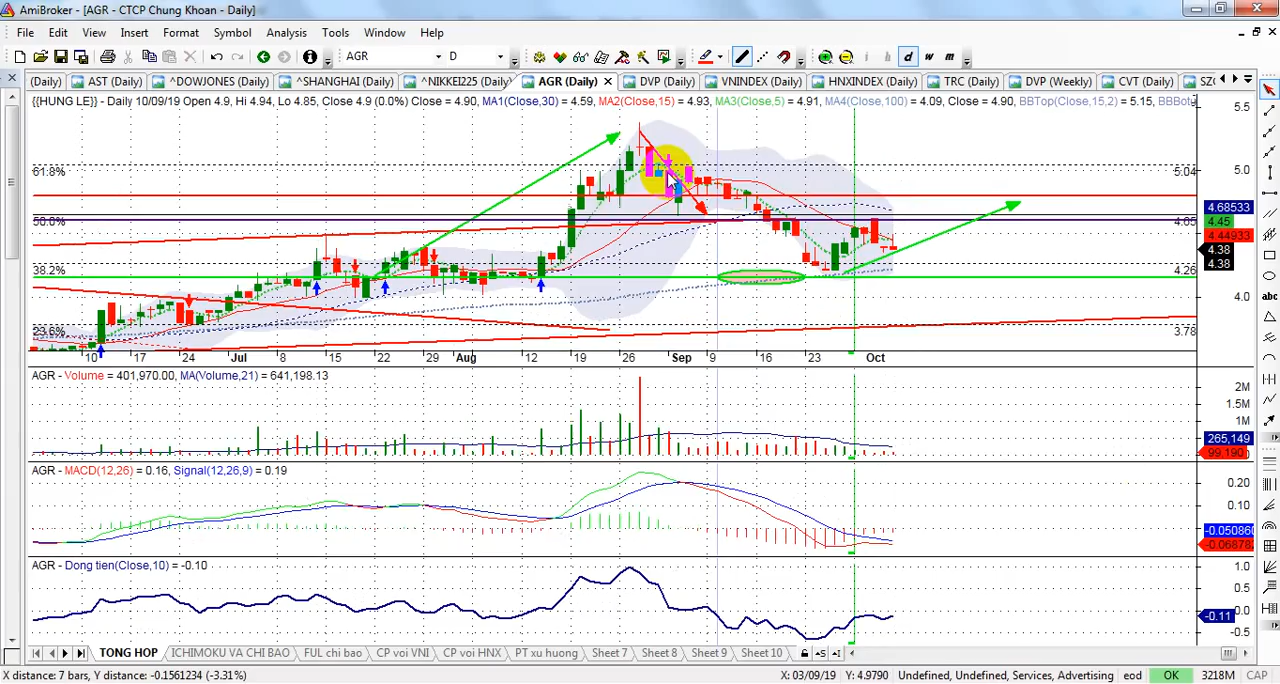 AmiBroker - [AGR - CTCP Chung Khoan - Daily]
File Edit View Insert Format Symbol Analysis Tools Window Help
AGR D i h d w m
(Daily) AST (Daily) ^DOWJONES (Daily) ^SHANGHAI (Daily) ^NIKKEI225 (Daily) AGR (Daily) DVP (Daily) VNINDEX (Daily) HNXINDEX (Daily) TRC (Daily) DVP (Weekly) CVT (Daily)
{{HUNG LE}} - Daily 10/09/19 Open 4.9, Hi 4.94, Lo 4.85, Close 4.9 (0.0%) Close = 4.90, MA1(Close,30) = 4.59, MA2(Close,15) = 4.93, MA3(Close,5) = 4.91, MA4(Close,100) = 4.09, Close = 4.90, BBTop(Close,15,2) = 5.15,
5.5
61.8% 5.0 5.04
4.68533
50.0% 4.45
4.44933
4.38
4.38
38.2% 4.26
abc
4.0
23.6% 3.78
10 17 24 Jul 8 15 22 29 Aug 12 19 26 Sep 9 16 23 Oct
AGR - Volume = 401,970.00, MA(Volume,21) = 641,198.13
2M
1.5M
1M
265,149
99,190
AGR - MACD(12,26) = 0.16, Signal(12,26,9) = 0.19
0.20
0.10
AGR - Dong tien(Close,10) = -0.10
1.0
0.5
0.0
-0.11
-0.5
TONG HOP ICHIMOKU VA CHI BAO FUL chi bao CP voi VNI CP voi HNX PT xu huong Sheet 7 Sheet 8 Sheet 9 Sheet 10
X distance: 7 bars, Y distance: -0.1561234 (-3.31%) X: 03/09/19 Y: 4.9790 Undefined, Undefined, Services, Advertising eod OK 3218M CAP